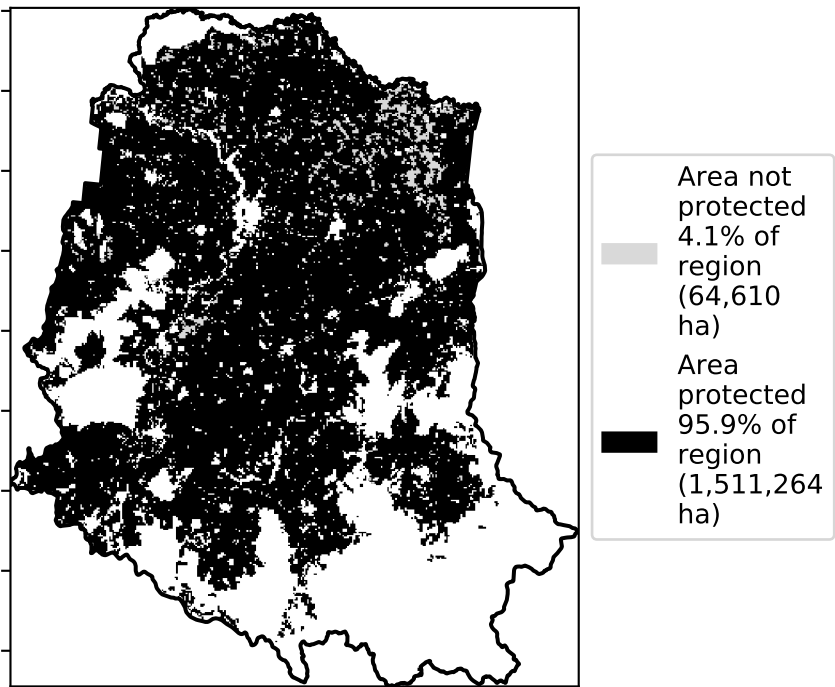 Area not
protected
4.1% of
region
(64,610
ha)
Area
protected
95.9% of
region
(1,511,264
ha)